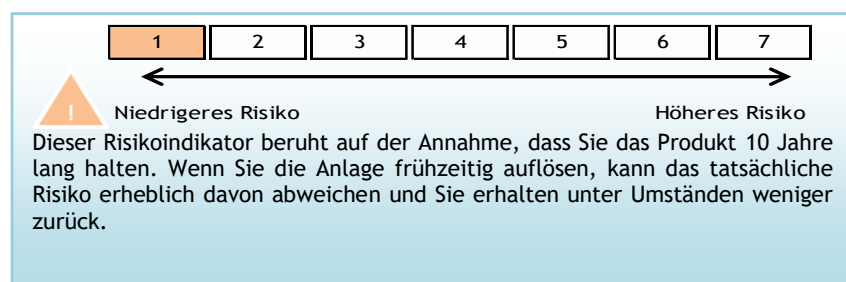 1 2 3 4 5 6 7
!
Niedrigeres Risiko Höheres Risiko
Dieser Risikoindikator beruht auf der Annahme, dass Sie das Produkt 10 Jahre
lang halten. Wenn Sie die Anlage frühzeitig auflösen, kann das tatsächliche
Risiko erheblich davon abweichen und Sie erhalten unter Umständen weniger
zurück.